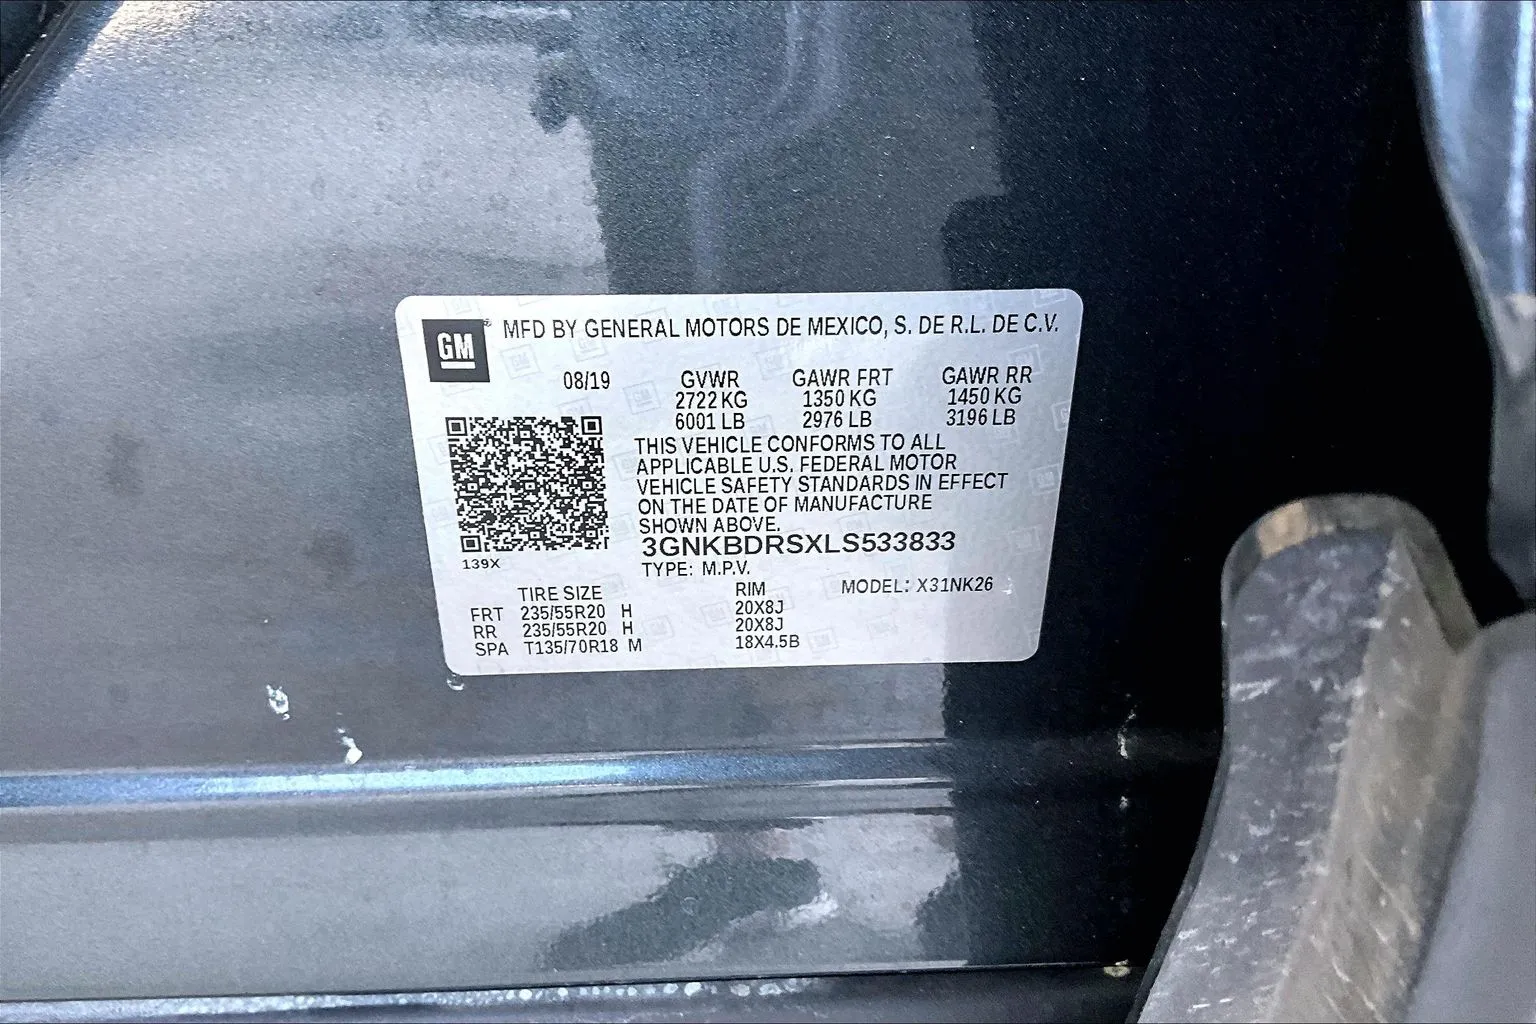 GM MFD BY GENERAL MOTORS DE MEXICO, S. DE R.L. DE C.V.
08/19 GVWR GAWR FRT GAWR RR
2722 KG 1350 KG 1450 KG
6001 LB 2976 LB 3196 LB
THIS VEHICLE CONFORMS TO ALL
APPLICABLE U.S. FEDERAL MOTOR
VEHICLE SAFETY STANDARDS IN EFFECT
ON THE DATE OF MANUFACTURE
SHOWN ABOVE.
3GNKBDRSXLS533833
139X
TYPE: M.P.V.
TIRE SIZE RIM MODEL: X31NK26
FRT 235/55R20 H 20X8J
RR 235/55R20 H 20X8J
SPA T135/70R18 M 18X4.5B